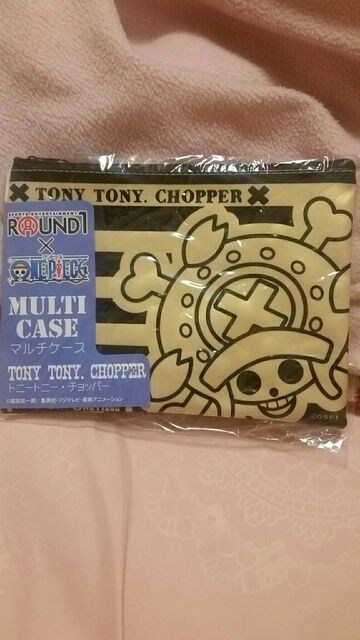 TONY TONY. CHOPPER
SPORTS ENTERTAINMENT
ROUND1
×
ONE PIECE
MULTI
CASE
マルチケース
TONY TONY. CHOPPER
トニートニー・チョッパー
©尾田栄一郎／集英社・フジテレビ・東映アニメーション